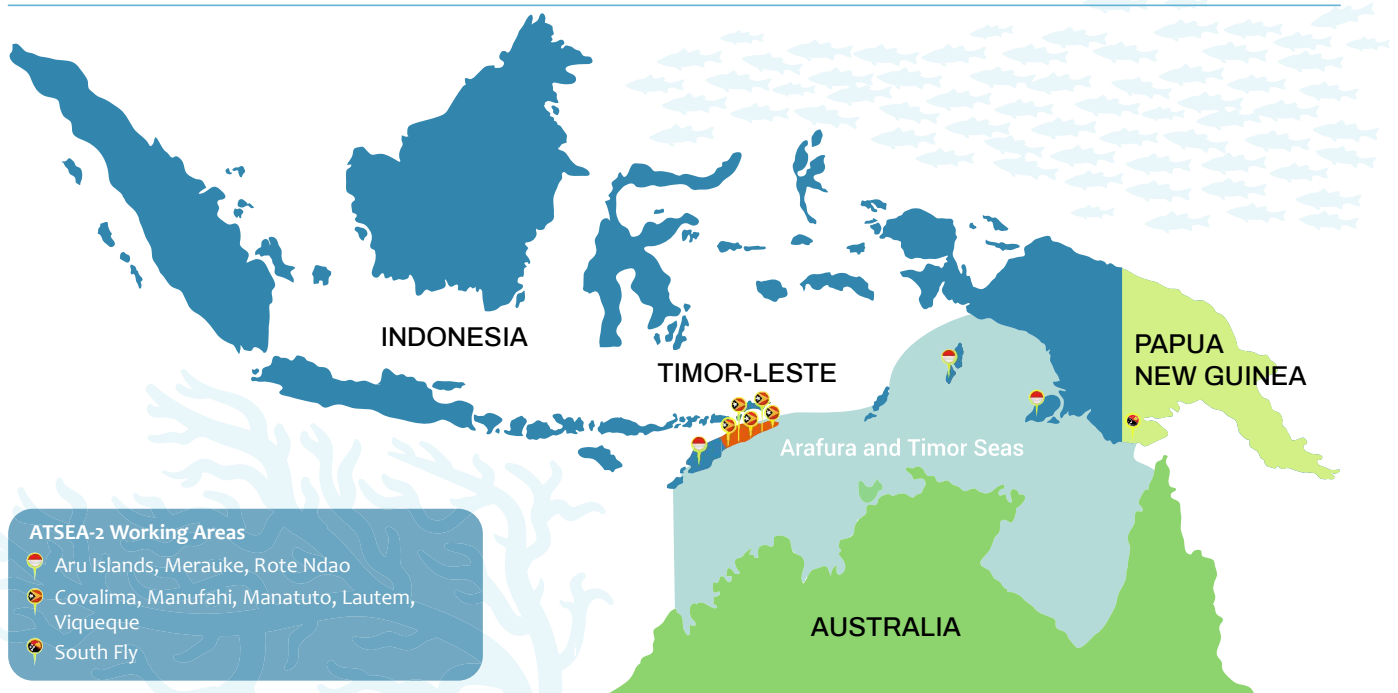 INDONESIA
TIMOR-LESTE
PAPUA
NEW GUINEA
Arafura and Timor Seas
AUSTRALIA
ATSEA-2 Working Areas
Aru Islands, Merauke, Rote Ndao
Covalima, Manufahi, Manatuto, Lautem,
Viqueque
South Fly